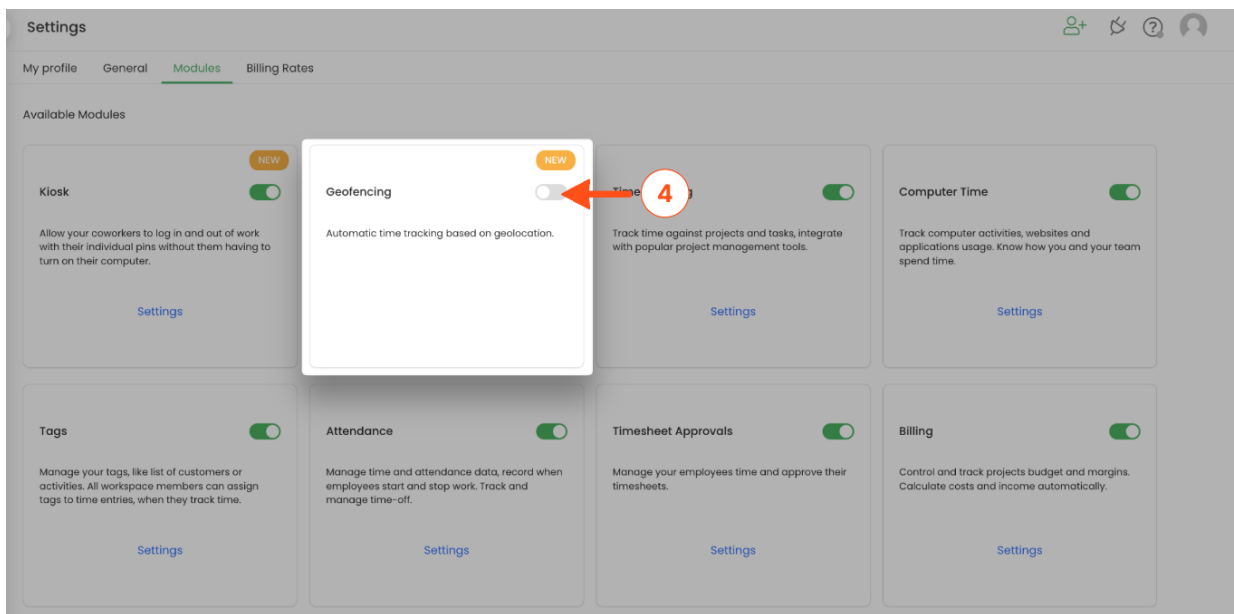 Settings
My profile General Modules Billing Rates
Available Modules
NEW
Kiosk
Allow your coworkers to log in and out of work
with their individual pins without them having to
turn on their computer.
Settings
NEW
Geofencing
Automatic time tracking based on geolocation.
4
Time
Track time against projects and tasks, integrate
with popular project management tools.
Settings
Computer Time
Track computer activities, websites and
applications usage. Know how you and your team
spend time.
Settings
Tags
Manage your tags, like list of customers or
activities. All workspace members can assign
tags to time entries, when they track time.
Settings
Attendance
Manage time and attendance data, record when
employees start and stop work. Track and
manage time-off.
Settings
Timesheet Approvals
Manage your employees time and approve their
timesheets.
Settings
Billing
Control and track projects budget and margins.
Calculate costs and income automatically.
Settings